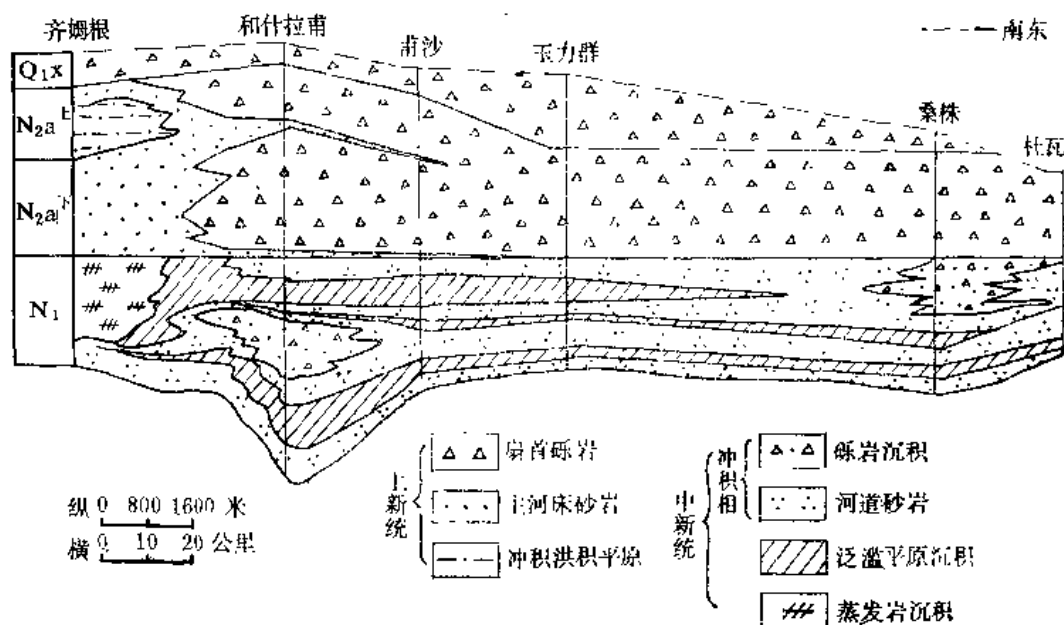 齐姆根
和什拉甫
甫沙
玉力群
南东
桑株
杜瓦
Q₁x
N₂a上
N₂a下
N₁
上新统
扇首砾岩
主河床砂岩
冲积洪积平原
中新统
冲积相
砾岩沉积
河道砂岩
泛滥平原沉积
蒸发岩沉积
纵 0 800 1600 米
横 0 10 20 公里